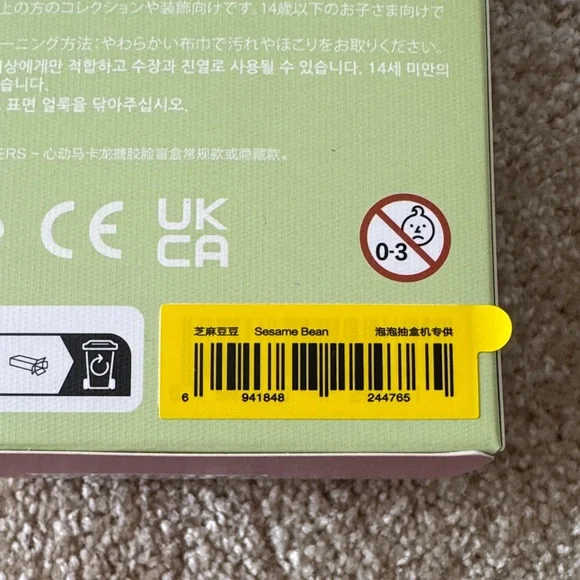 上の方のコレクションや装飾向けです。14歳以下のお子さま向けで
ーニング方法：やわらかい布巾で汚れやほこりをお取りください。
이상에게만 적합하고 수장과 진열로 사용될 수 있습니다. 14세 미만의
습니다.
표면 얼룩을 닦아주십시오.
ERS – 心动马卡龙搪胶脸盲盒常规款或隐藏款。
CE UK CA
0-3
芝麻豆豆 Sesame Bean 泡泡抽盒机专供
6 941848 244765